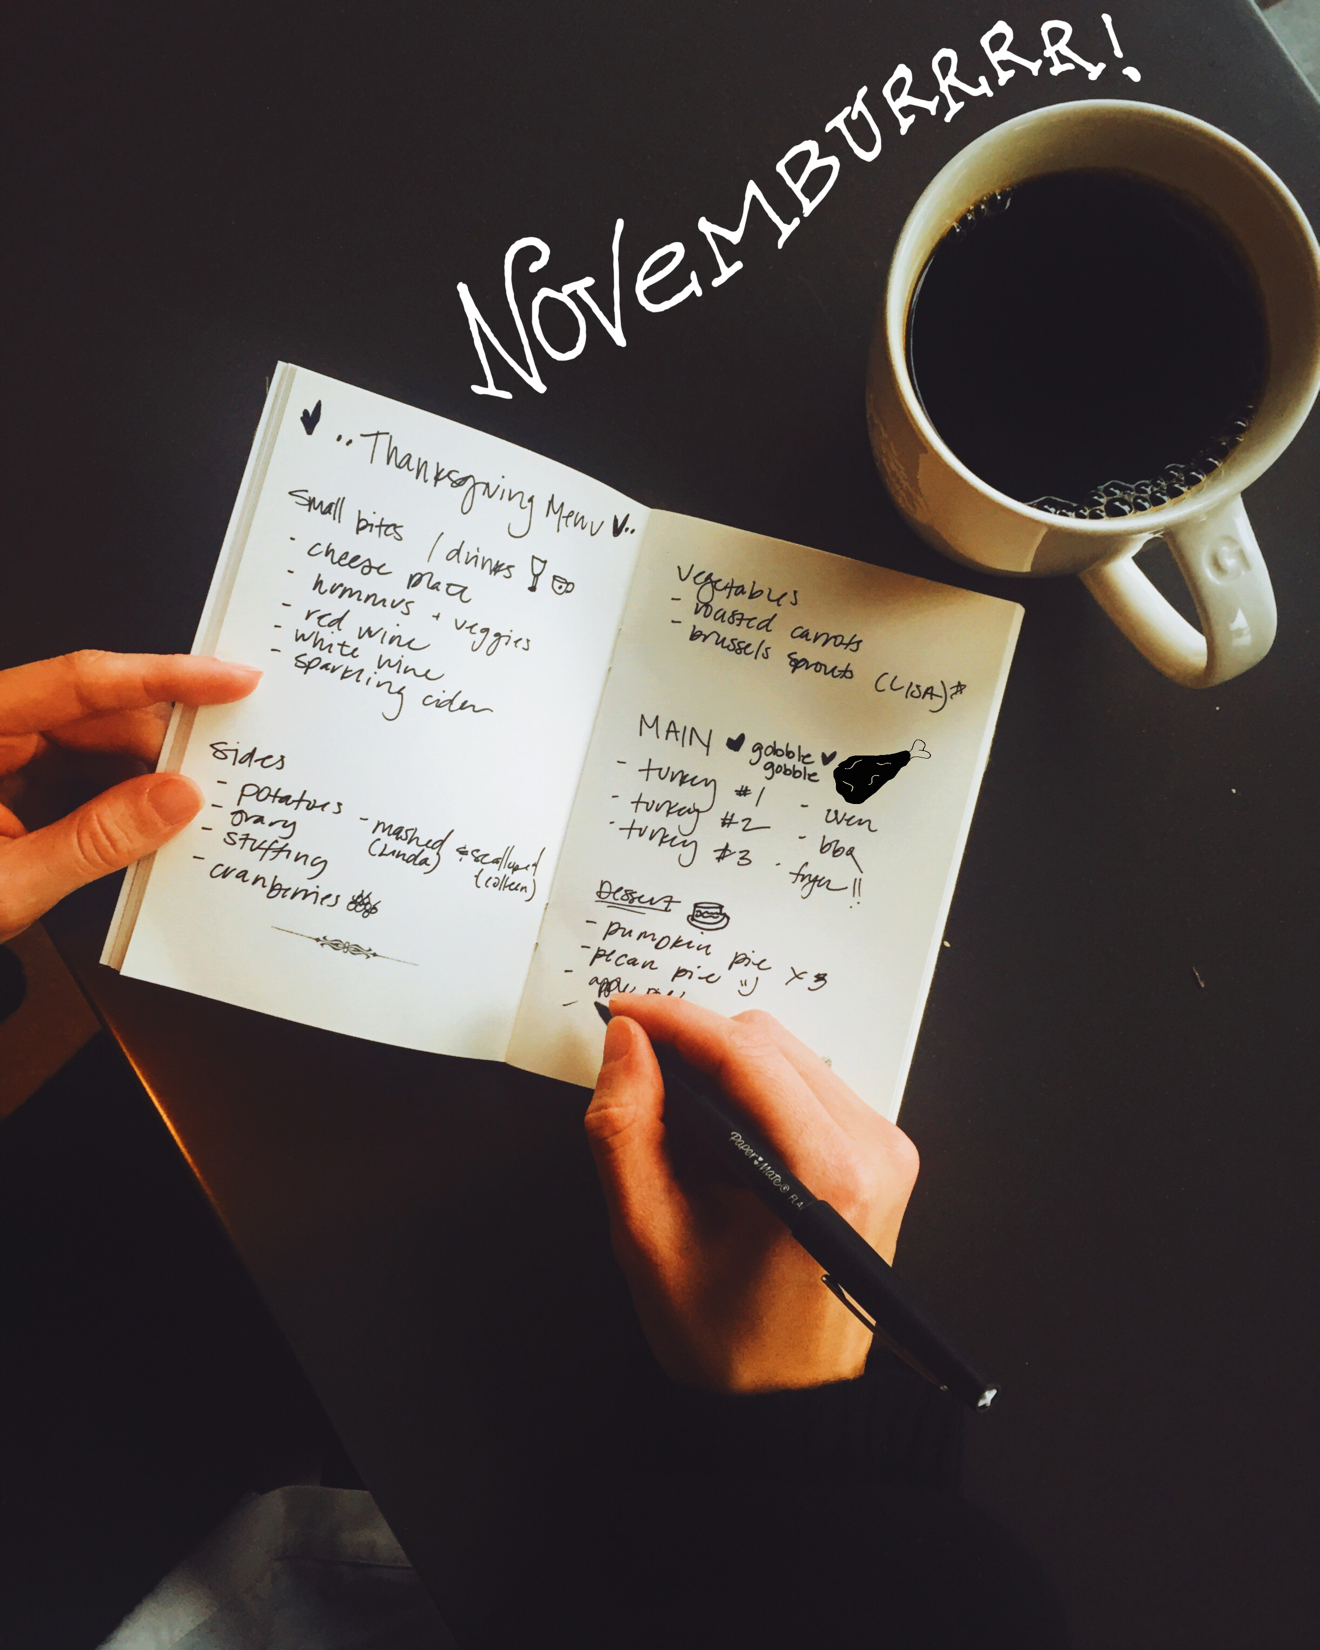 NOVEMBURRRR!
Thanksgiving Menu
Small bites / drinks
- cheese plate
- hummus + veggies
- red wine
- white wine
- sparkling cider
Sides
- potatoes - mashed & scalloped
(Linda) (colleen)
- gravy
- stuffing
- cranberries
vegetables
- roasted carrots
- brussels sprouts (LISA)*
MAIN gobble
gobble
- turkey #1 - oven
- turkey #2 - bbq
- turkey #3 - fryer!!
Dessert
- pumpkin pie x3
- pecan pie :)
- apple
-
PAPER MATE® FLA
G